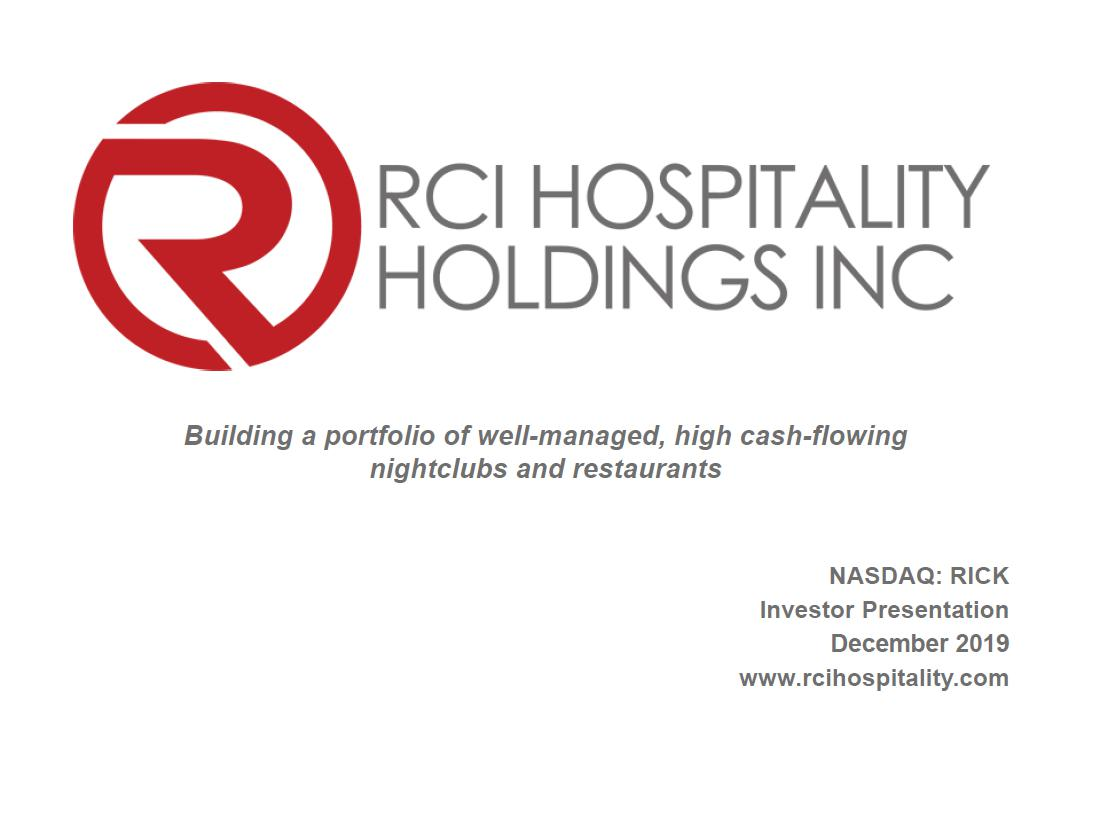 RCI HOSPITALITY
HOLDINGS INC
Building a portfolio of well-managed, high cash-flowing
nightclubs and restaurants
NASDAQ: RICK
Investor Presentation
December 2019
www.rcihospitality.com